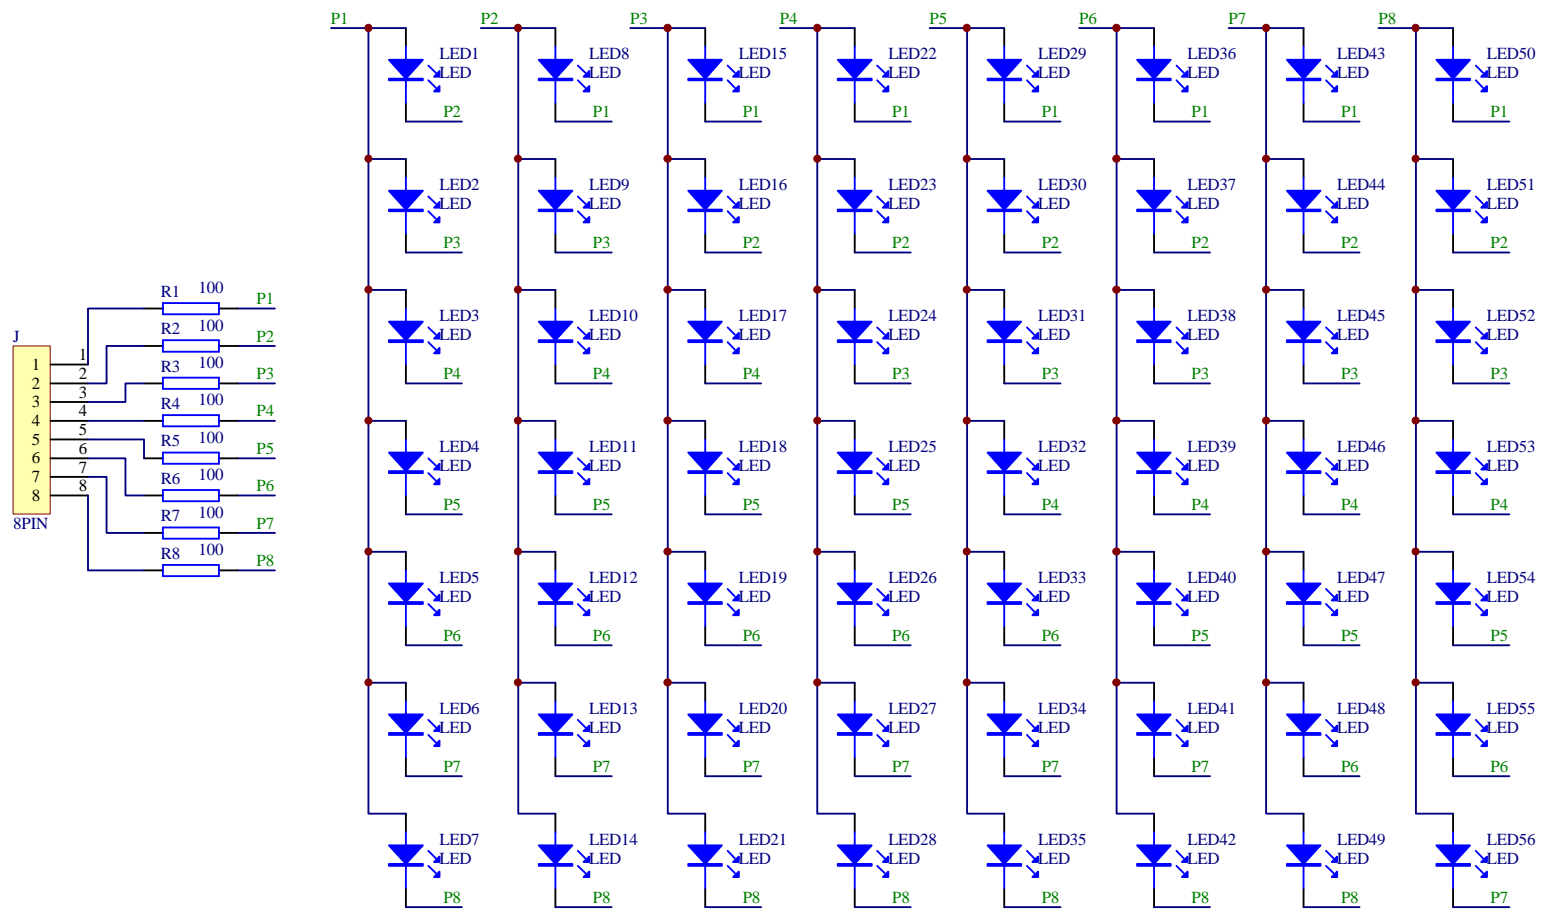 P1 P2 P3 P4 P5 P6 P7 P8
LED1 LED8 LED15 LED22 LED29 LED36 LED43 LED50
LED LED LED LED LED LED LED LED
P2 P1 P1 P1 P1 P1 P1 P1
LED2 LED9 LED16 LED23 LED30 LED37 LED44 LED51
LED LED LED LED LED LED LED LED
P3 P3 P2 P2 P2 P2 P2 P2
LED3 LED10 LED17 LED24 LED31 LED38 LED45 LED52
LED LED LED LED LED LED LED LED
P4 P4 P4 P3 P3 P3 P3 P3
LED4 LED11 LED18 LED25 LED32 LED39 LED46 LED53
LED LED LED LED LED LED LED LED
P5 P5 P5 P5 P4 P4 P4 P4
LED5 LED12 LED19 LED26 LED33 LED40 LED47 LED54
LED LED LED LED LED LED LED LED
P6 P6 P6 P6 P6 P5 P5 P5
LED6 LED13 LED20 LED27 LED34 LED41 LED48 LED55
LED LED LED LED LED LED LED LED
P7 P7 P7 P7 P7 P7 P6 P6
LED7 LED14 LED21 LED28 LED35 LED42 LED49 LED56
LED LED LED LED LED LED LED LED
P8 P8 P8 P8 P8 P8 P8 P7
J
1 1
2 2
3 3
4 4
5 5
6 6
7 7
8 8
8PIN
R1 100 P1
R2 100 P2
R3 100 P3
R4 100 P4
R5 100 P5
R6 100 P6
R7 100 P7
R8 100 P8